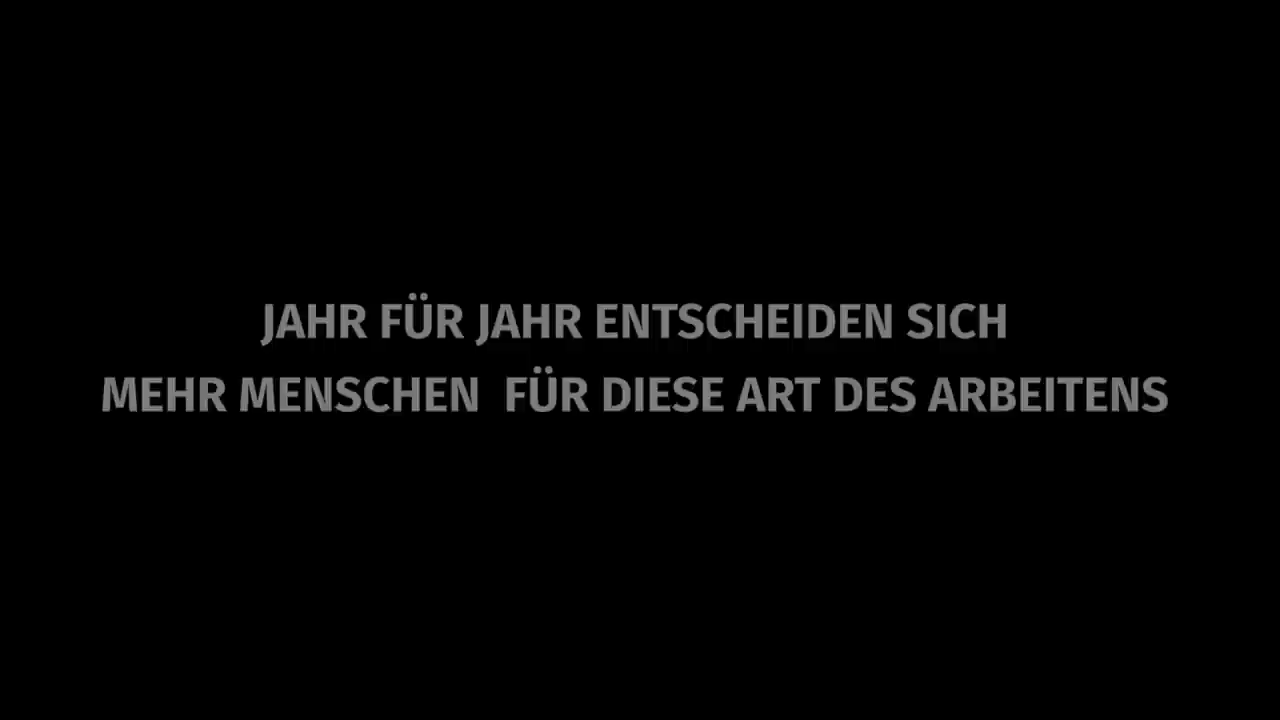 JAHR FÜR JAHR ENTSCHEIDEN SICH
MEHR MENSCHEN  FÜR DIESE ART DES ARBEITENS